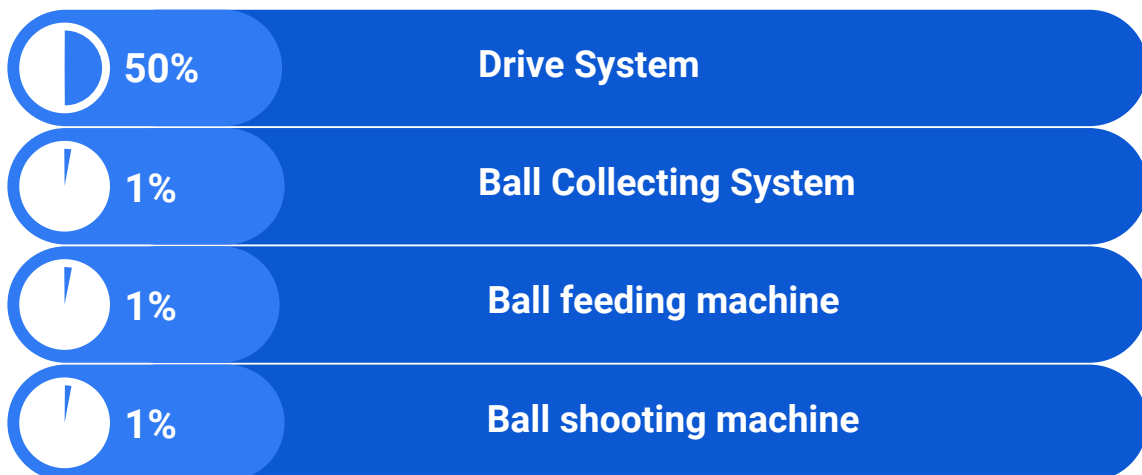 50% Drive System
1% Ball Collecting System
1% Ball feeding machine
1% Ball shooting machine